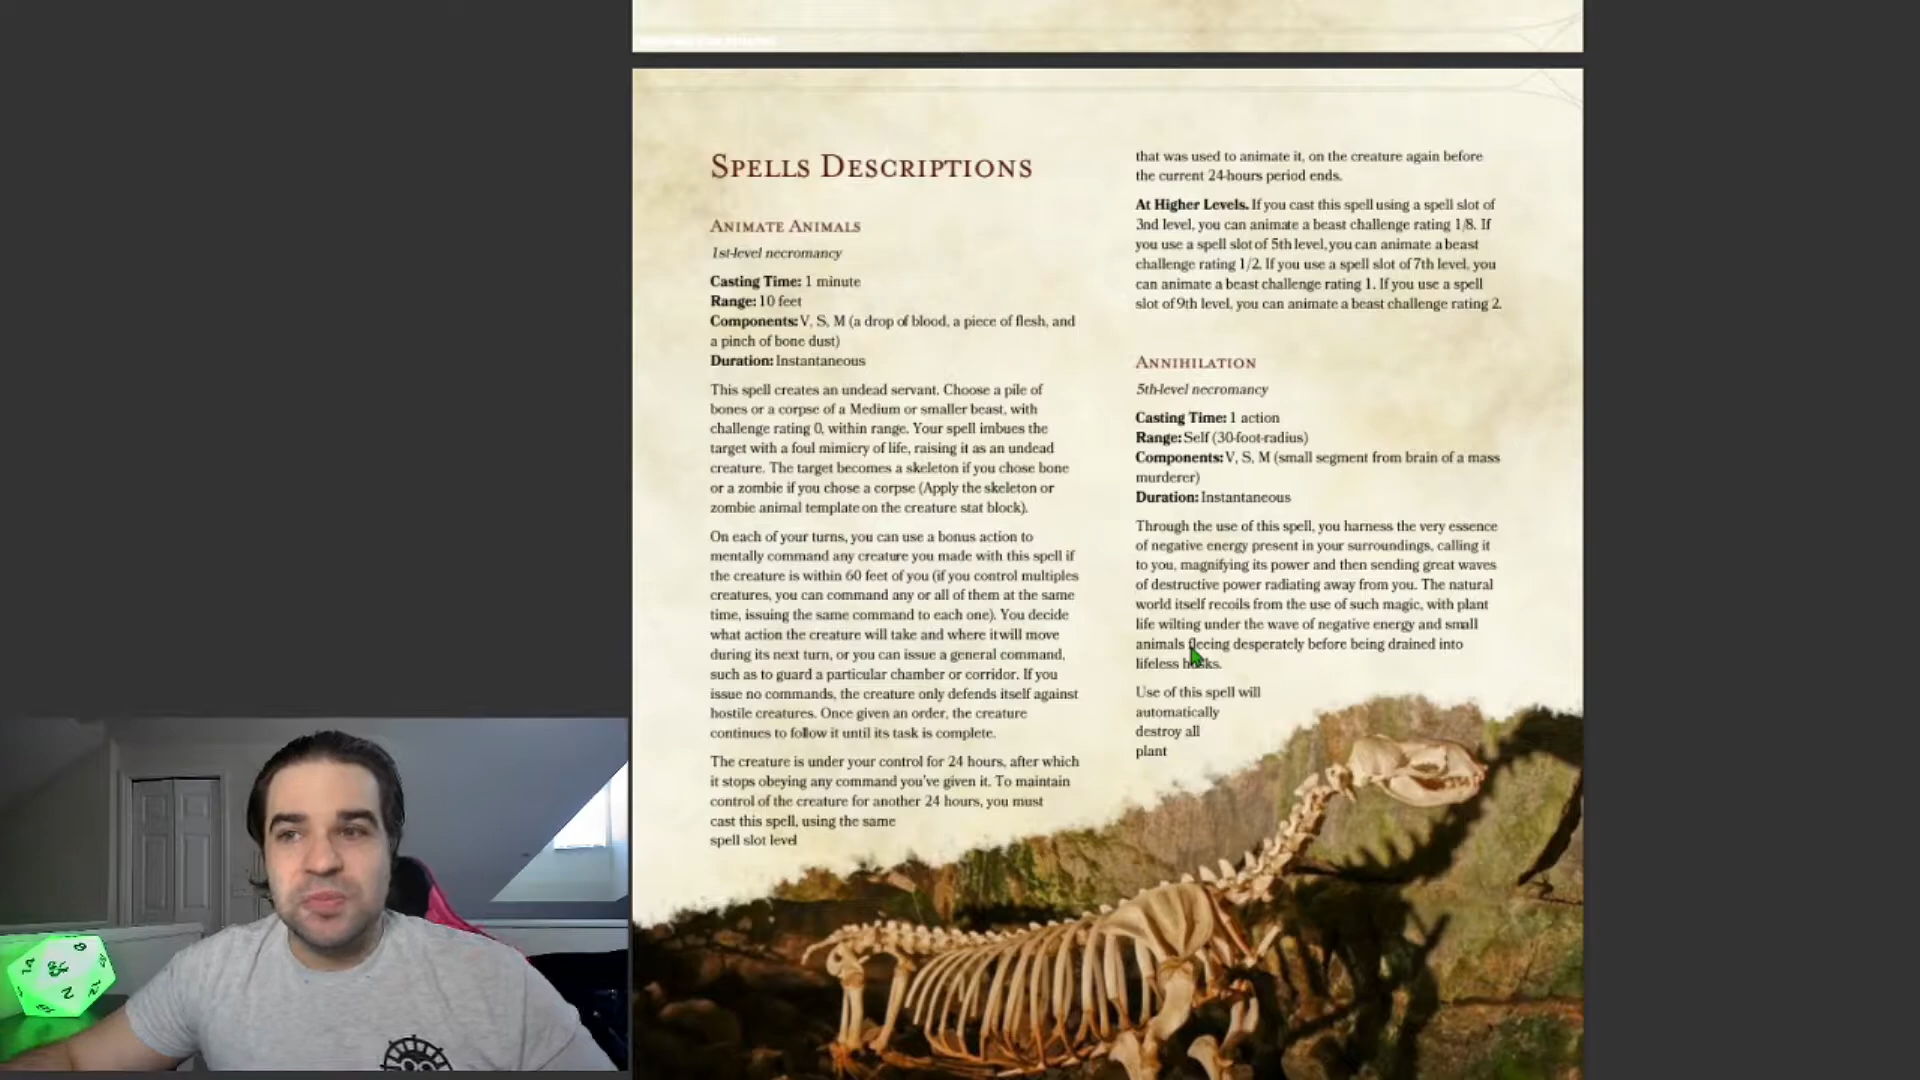 Spells Descriptions
Animate Animals
1st-level necromancy
Casting Time: 1 minute
Range: 10 feet
Components: V, S, M (a drop of blood, a piece of flesh, and
a pinch of bone dust)
Duration: Instantaneous
This spell creates an undead servant. Choose a pile of
bones or a corpse of a Medium or smaller beast, with
challenge rating 0, within range. Your spell imbues the
target with a foul mimicry of life, raising it as an undead
creature. The target becomes a skeleton if you chose bone
or a zombie if you chose a corpse (Apply the skeleton or
zombie animal template on the creature stat block).
On each of your turns, you can use a bonus action to
mentally command any creature you made with this spell if
the creature is within 60 feet of you (if you control multiples
creatures, you can command any or all of them at the same
time, issuing the same command to each one). You decide
what action the creature will take and where it will move
during its next turn, or you can issue a general command,
such as to guard a particular chamber or corridor. If you
issue no commands, the creature only defends itself against
hostile creatures. Once given an order, the creature
continues to follow it until its task is complete.
The creature is under your control for 24 hours, after which
it stops obeying any command you've given it. To maintain
control of the creature for another 24 hours, you must
cast this spell, using the same
spell slot level
that was used to animate it, on the creature again before
the current 24-hours period ends.
At Higher Levels. If you cast this spell using a spell slot of
3nd level, you can animate a beast challenge rating 1/8. If
you use a spell slot of 5th level, you can animate a beast
challenge rating 1/2. If you use a spell slot of 7th level, you
can animate a beast challenge rating 1. If you use a spell
slot of 9th level, you can animate a beast challenge rating 2.
Annihilation
5th-level necromancy
Casting Time: 1 action
Range: Self (30-foot-radius)
Components: V, S, M (small segment from brain of a mass
murderer)
Duration: Instantaneous
Through the use of this spell, you harness the very essence
of negative energy present in your surroundings, calling it
to you, magnifying its power and then sending great waves
of destructive power radiating away from you. The natural
world itself recoils from the use of such magic, with plant
life wilting under the wave of negative energy and small
animals fleeing desperately before being drained into
lifeless husks.
Use of this spell will
automatically
destroy all
plant
14
8
2
12